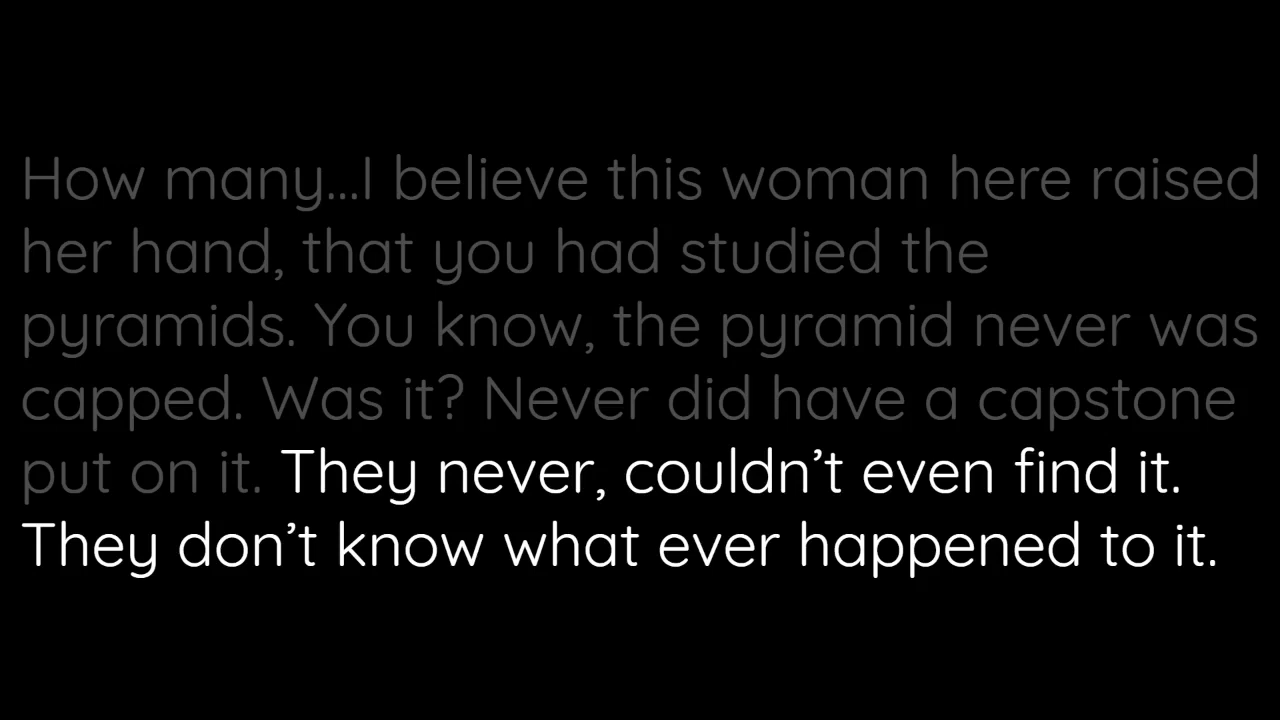 How many...I believe this woman here raised
her hand, that you had studied the
pyramids. You know, the pyramid never was
capped. Was it? Never did have a capstone
put on it. They never, couldn’t even find it.
They don’t know what ever happened to it.